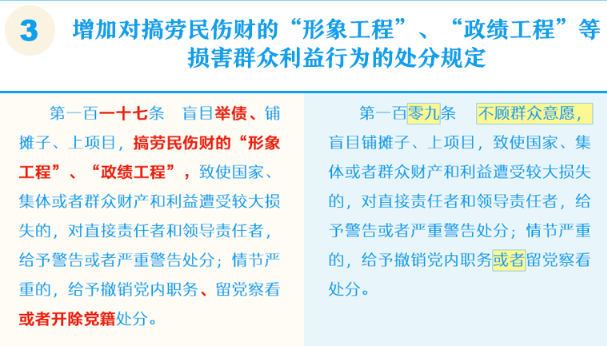 3
增加对搞劳民伤财的“形象工程”、“政绩工程”等
损害群众利益行为的处分规定
第一百一十七条 盲目举债、铺
摊子、上项目，搞劳民伤财的“形象
工程”、“政绩工程”，致使国家、
集体或者群众财产和利益遭受较大损
失的，对直接责任者和领导责任者，
给予警告或者严重警告处分；情节严
重的，给予撤销党内职务、留党察看
或者开除党籍处分。
第一百零九条 不顾群众意愿，
盲目铺摊子、上项目，致使国家、集
体或者群众财产和利益遭受较大损失
的，对直接责任者和领导责任者，给
予警告或者严重警告处分；情节严重
的，给予撤销党内职务或者留党察看
处分。